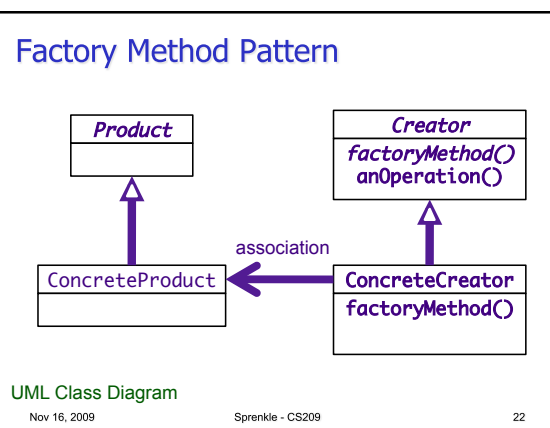 Factory Method Pattern
Product
Creator
factoryMethod()
anOperation()
association
ConcreteProduct
ConcreteCreator
factoryMethod()
UML Class Diagram
Nov 16, 2009
Sprenkle - CS209
22